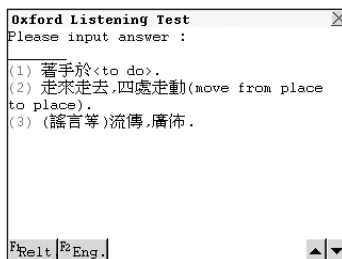 Oxford Listening Test
Please input answer :
(1) 著手於<to do>.
(2) 走來走去,四處走動(move from place
to place).
(3) (謠言等)流傳,廣佈.
F1Relt F2Eng.